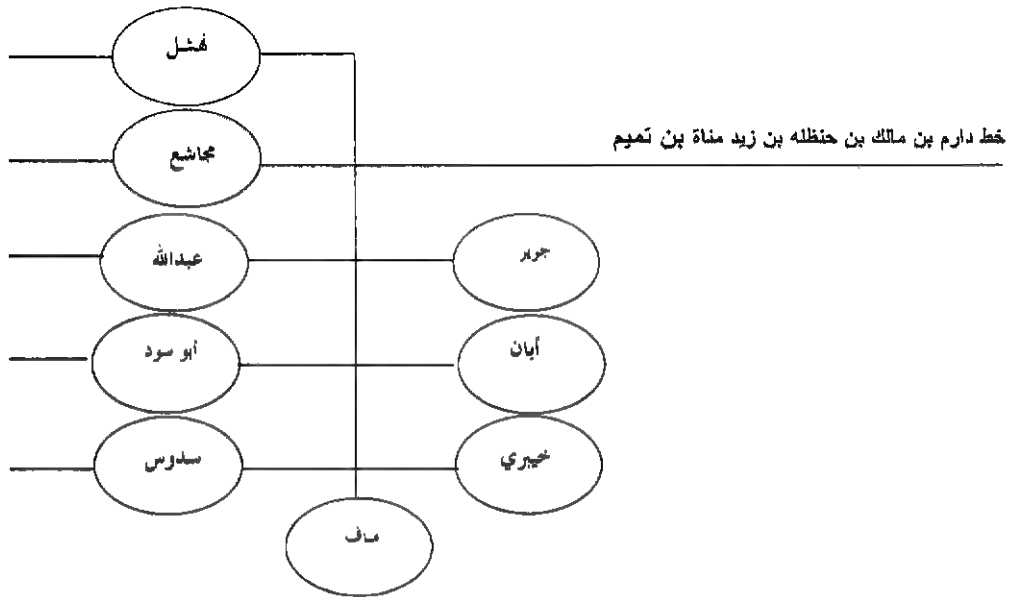 نهشل
خط دارم بن مالك بن حنظله بن زيد مناة بن تميم
مجاشع
جرير
عبدالله
أبان
أبو سود
خيبري
سدوس
مناف